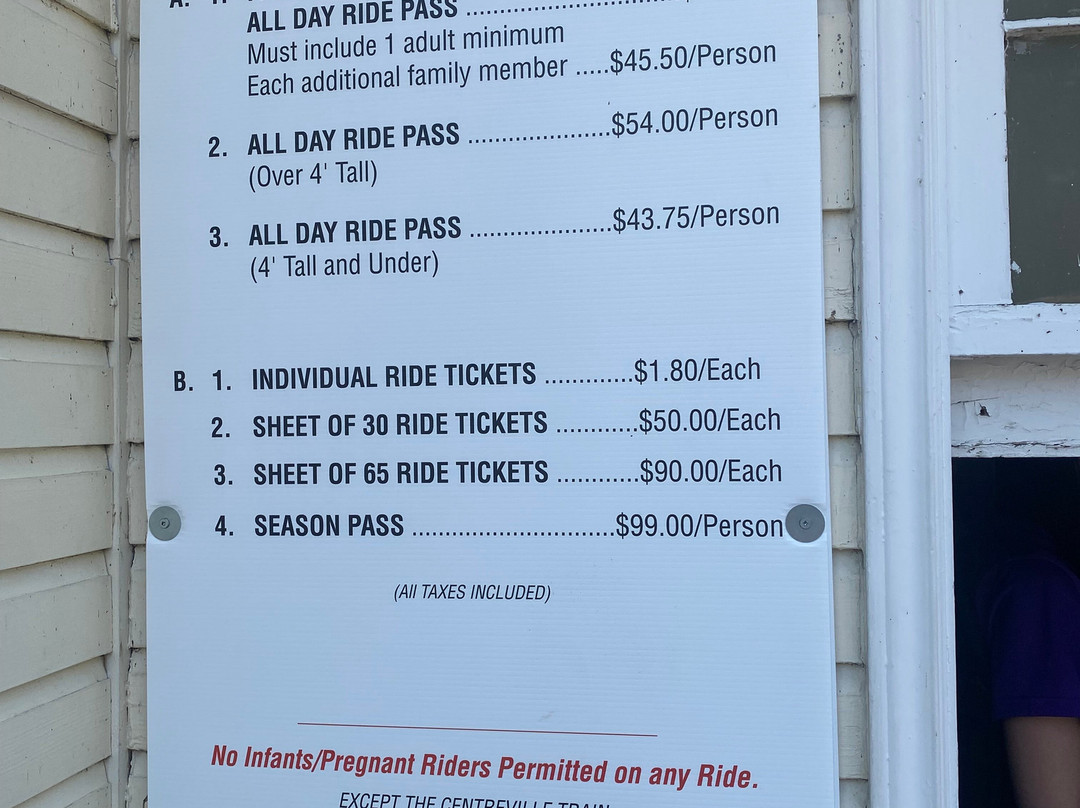 A.
ALL DAY RIDE PASS ........................
Must include 1 adult minimum
Each additional family member .....$45.50/Person
2. ALL DAY RIDE PASS .....................$54.00/Person
(Over 4' Tall)
3. ALL DAY RIDE PASS .....................$43.75/Person
(4' Tall and Under)
B. 1. INDIVIDUAL RIDE TICKETS .............$1.80/Each
2. SHEET OF 30 RIDE TICKETS ............$50.00/Each
3. SHEET OF 65 RIDE TICKETS ............$90.00/Each
4. SEASON PASS ..............................$99.00/Person
(All TAXES INCLUDED)
No Infants/Pregnant Riders Permitted on any Ride.
EXCEPT THE CENTREVILLE TRAIN